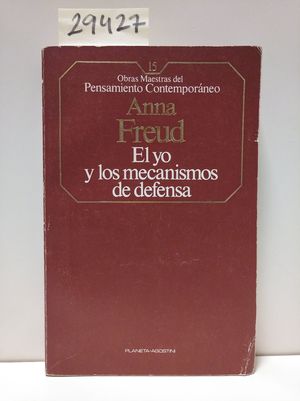 29427
15
Obras Maestras del
Pensamiento Contemporáneo
Anna
Freud
El yo
y los mecanismos
de defensa
PLANETA-AGOSTINI